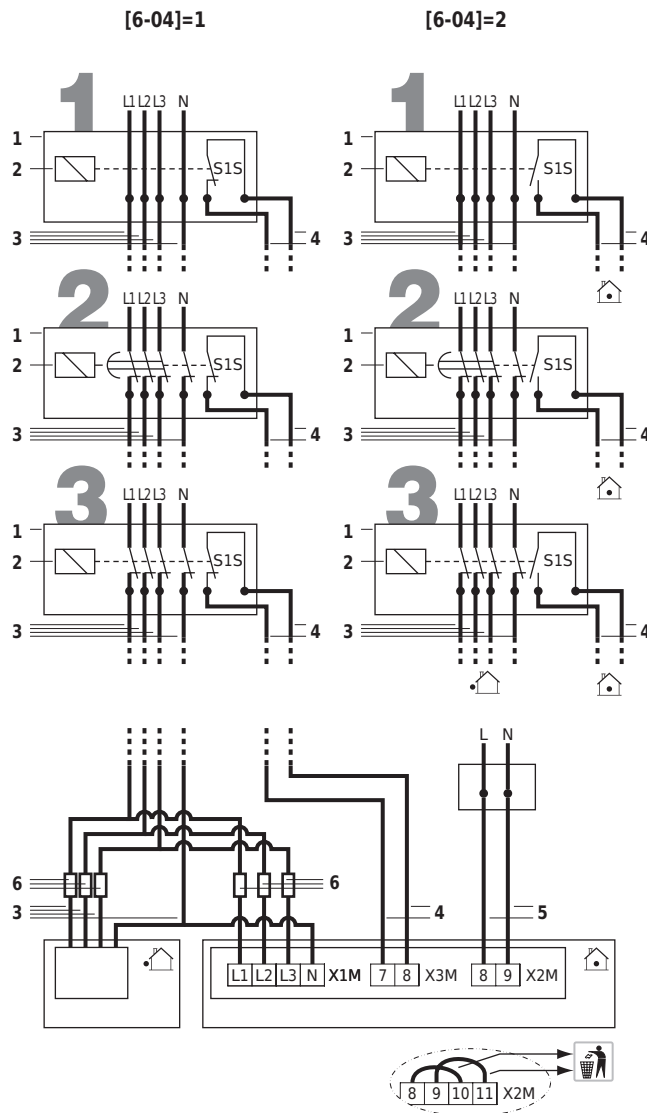 [6-04]=1 [6-04]=2
1 1
L1 L2 L3 N L1 L2 L3 N
1 1
2 S1S 2 S1S
3 4 3 4
2 2
L1 L2 L3 N L1 L2 L3 N
1 1
2 S1S 2 S1S
3 4 3 4
3 3
L1 L2 L3 N L1 L2 L3 N
1 1
2 S1S 2 S1S
3 4 3 4
L N
6 6
3 4 5
L1 L2 L3 N X1M 7 8 X3M 8 9 X2M
8 9 10 11 X2M